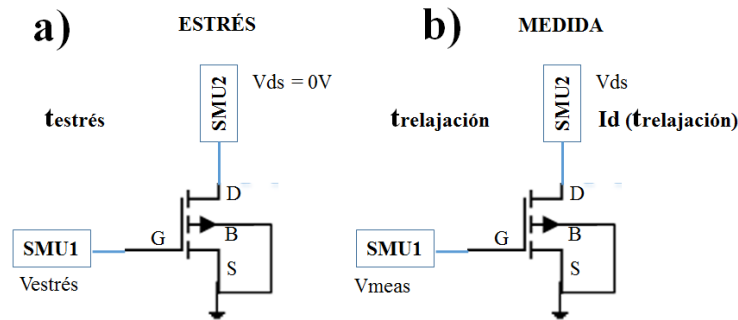 a)
ESTRÉS
SMU2
Vds = 0V
testrés
D
G
B
S
SMU1
Vestrés
b)
MEDIDA
SMU2
Vds
trelajación
Id (trelajación)
D
G
B
S
SMU1
Vmeas